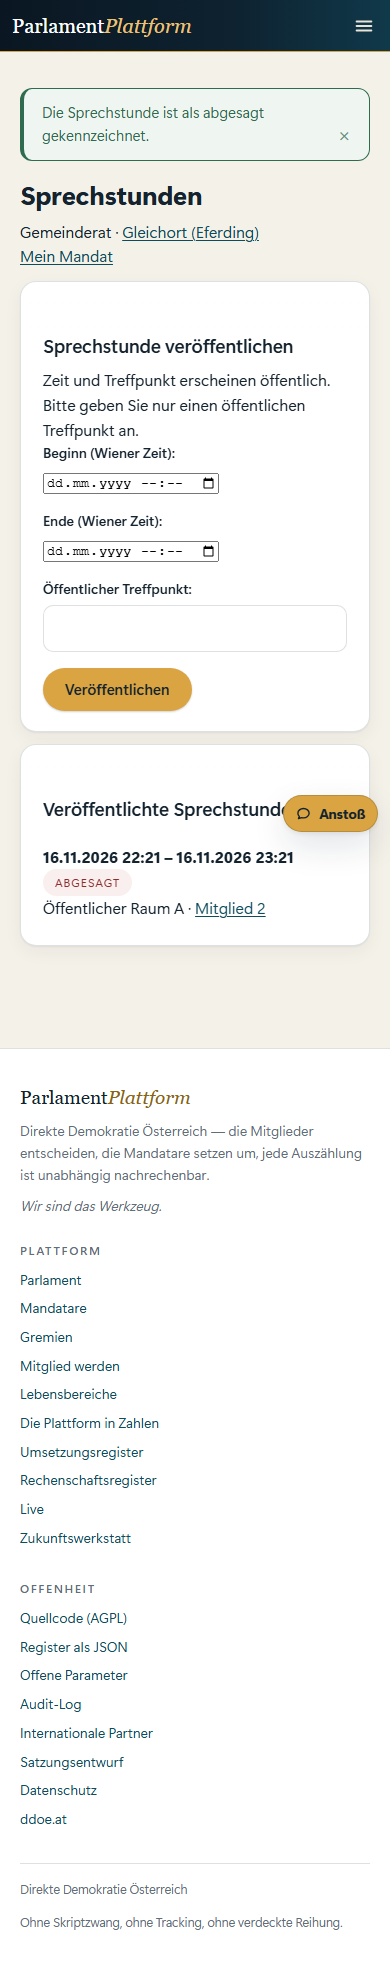 ParlamentPlattform
Die Sprechstunde ist als abgesagt
gekennzeichnet.
×
Sprechstunden
Gemeinderat · Gleichort (Eferding)
Mein Mandat
Sprechstunde veröffentlichen
Zeit und Treffpunkt erscheinen öffentlich.
Bitte geben Sie nur einen öffentlichen
Treffpunkt an.
Beginn (Wiener Zeit):
dd.mm.yyyy --:--
Ende (Wiener Zeit):
dd.mm.yyyy --:--
Öffentlicher Treffpunkt:
Veröffentlichen
Veröffentlichte Sprechstunde
Anstoß
16.11.2026 22:21 – 16.11.2026 23:21
ABGESAGT
Öffentlicher Raum A · Mitglied 2
ParlamentPlattform
Direkte Demokratie Österreich — die Mitglieder
entscheiden, die Mandatare setzen um, jede Auszählung
ist unabhängig nachrechenbar.
Wir sind das Werkzeug.
PLATTFORM
Parlament
Mandatare
Gremien
Mitglied werden
Lebensbereiche
Die Plattform in Zahlen
Umsetzungsregister
Rechenschaftsregister
Live
Zukunftswerkstatt
OFFENHEIT
Quellcode (AGPL)
Register als JSON
Offene Parameter
Audit-Log
Internationale Partner
Satzungsentwurf
Datenschutz
ddoe.at
Direkte Demokratie Österreich
Ohne Skriptzwang, ohne Tracking, ohne verdeckte Reihung.